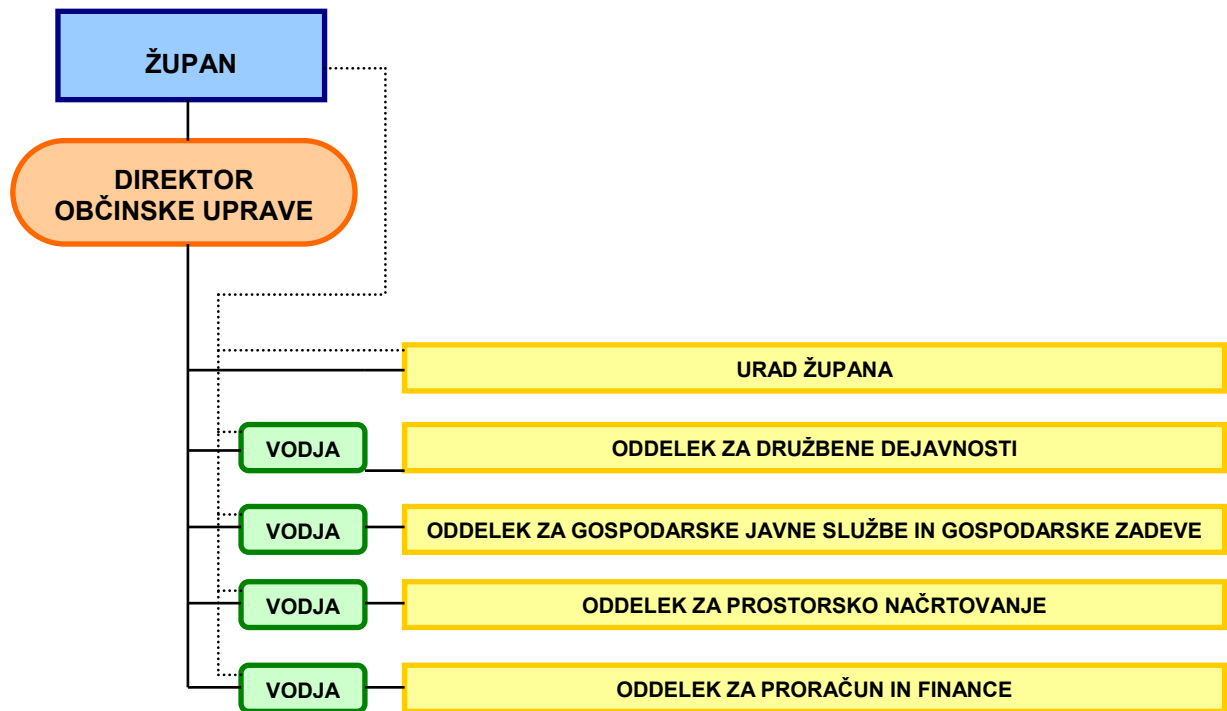 ŽUPAN
DIREKTOR
OBČINSKE UPRAVE
URAD ŽUPANA
VODJA
ODDELEK ZA DRUŽBENE DEJAVNOSTI
VODJA
ODDELEK ZA GOSPODARSKE JAVNE SLUŽBE IN GOSPODARSKE ZADEVE
VODJA
ODDELEK ZA PROSTORSKO NAČRTOVANJE
VODJA
ODDELEK ZA PRORAČUN IN FINANCE